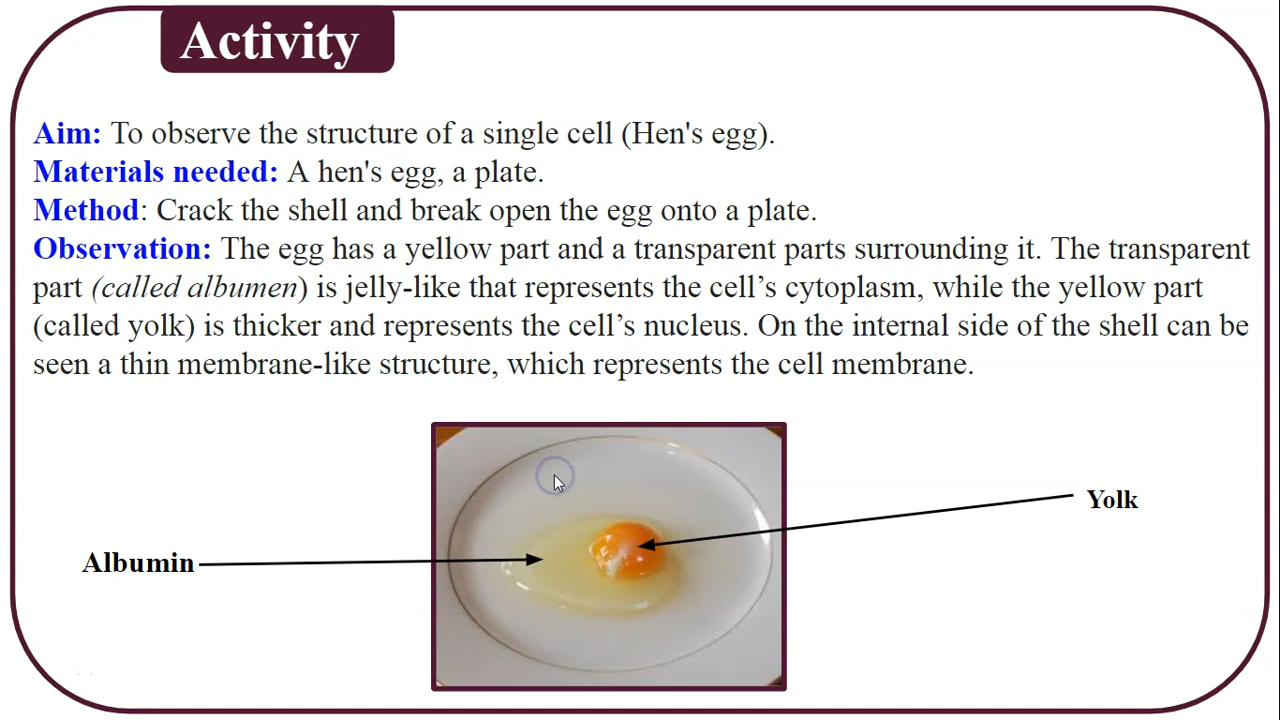 Activity
Aim: To observe the structure of a single cell (Hen's egg).
Materials needed: A hen's egg, a plate.
Method: Crack the shell and break open the egg onto a plate.
Observation: The egg has a yellow part and a transparent parts surrounding it. The transparent
part (called albumen) is jelly-like that represents the cell’s cytoplasm, while the yellow part
(called yolk) is thicker and represents the cell’s nucleus. On the internal side of the shell can be
seen a thin membrane-like structure, which represents the cell membrane.
Yolk
Albumin